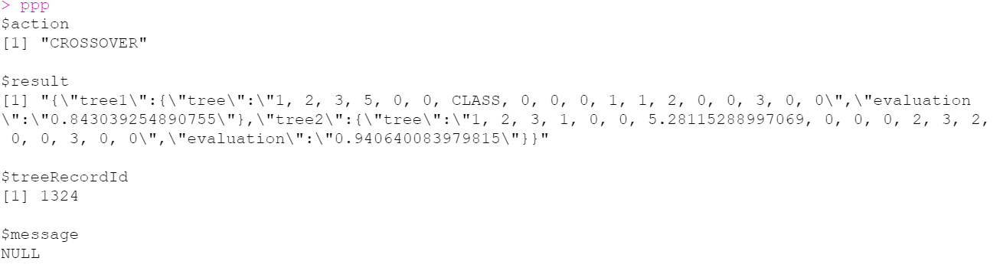 > ppp
$action
[1] "CROSSOVER"
$result
[1] "{\"tree1\":{\"tree\":\"1, 2, 3, 5, 0, 0, CLASS, 0, 0, 0, 1, 1, 2, 0, 0, 3, 0, 0\",\"evaluation
\":\"0.843039254890755\"},\"tree2\":{\"tree\":\"1, 2, 3, 1, 0, 0, 5.28115288997069, 0, 0, 0, 2, 3, 2,
 0, 0, 3, 0, 0\",\"evaluation\":\"0.940640083979815\"}}"
$treeRecordId
[1] 1324
$message
NULL